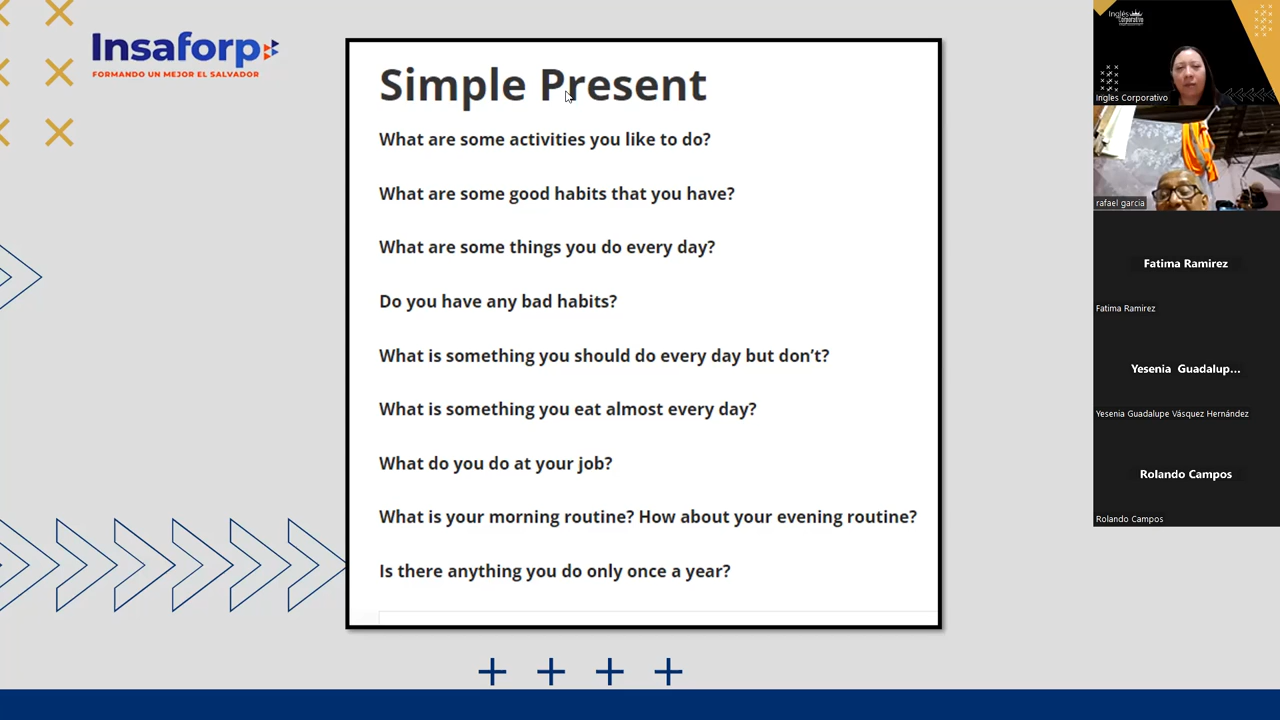 Insaforp
FORMANDO UN MEJOR EL SALVADOR
Simple Present
What are some activities you like to do?
What are some good habits that you have?
What are some things you do every day?
Do you have any bad habits?
What is something you should do every day but don't?
What is something you eat almost every day?
What do you do at your job?
What is your morning routine? How about your evening routine?
Is there anything you do only once a year?
Inglés
Corporativo
Ingles Corporativo
rafael garcia
Fatima Ramirez
Fatima Ramirez
Yesenia Guadalup...
Yesenia Guadalupe Vásquez Hernández
Rolando Campos
Rolando Campos